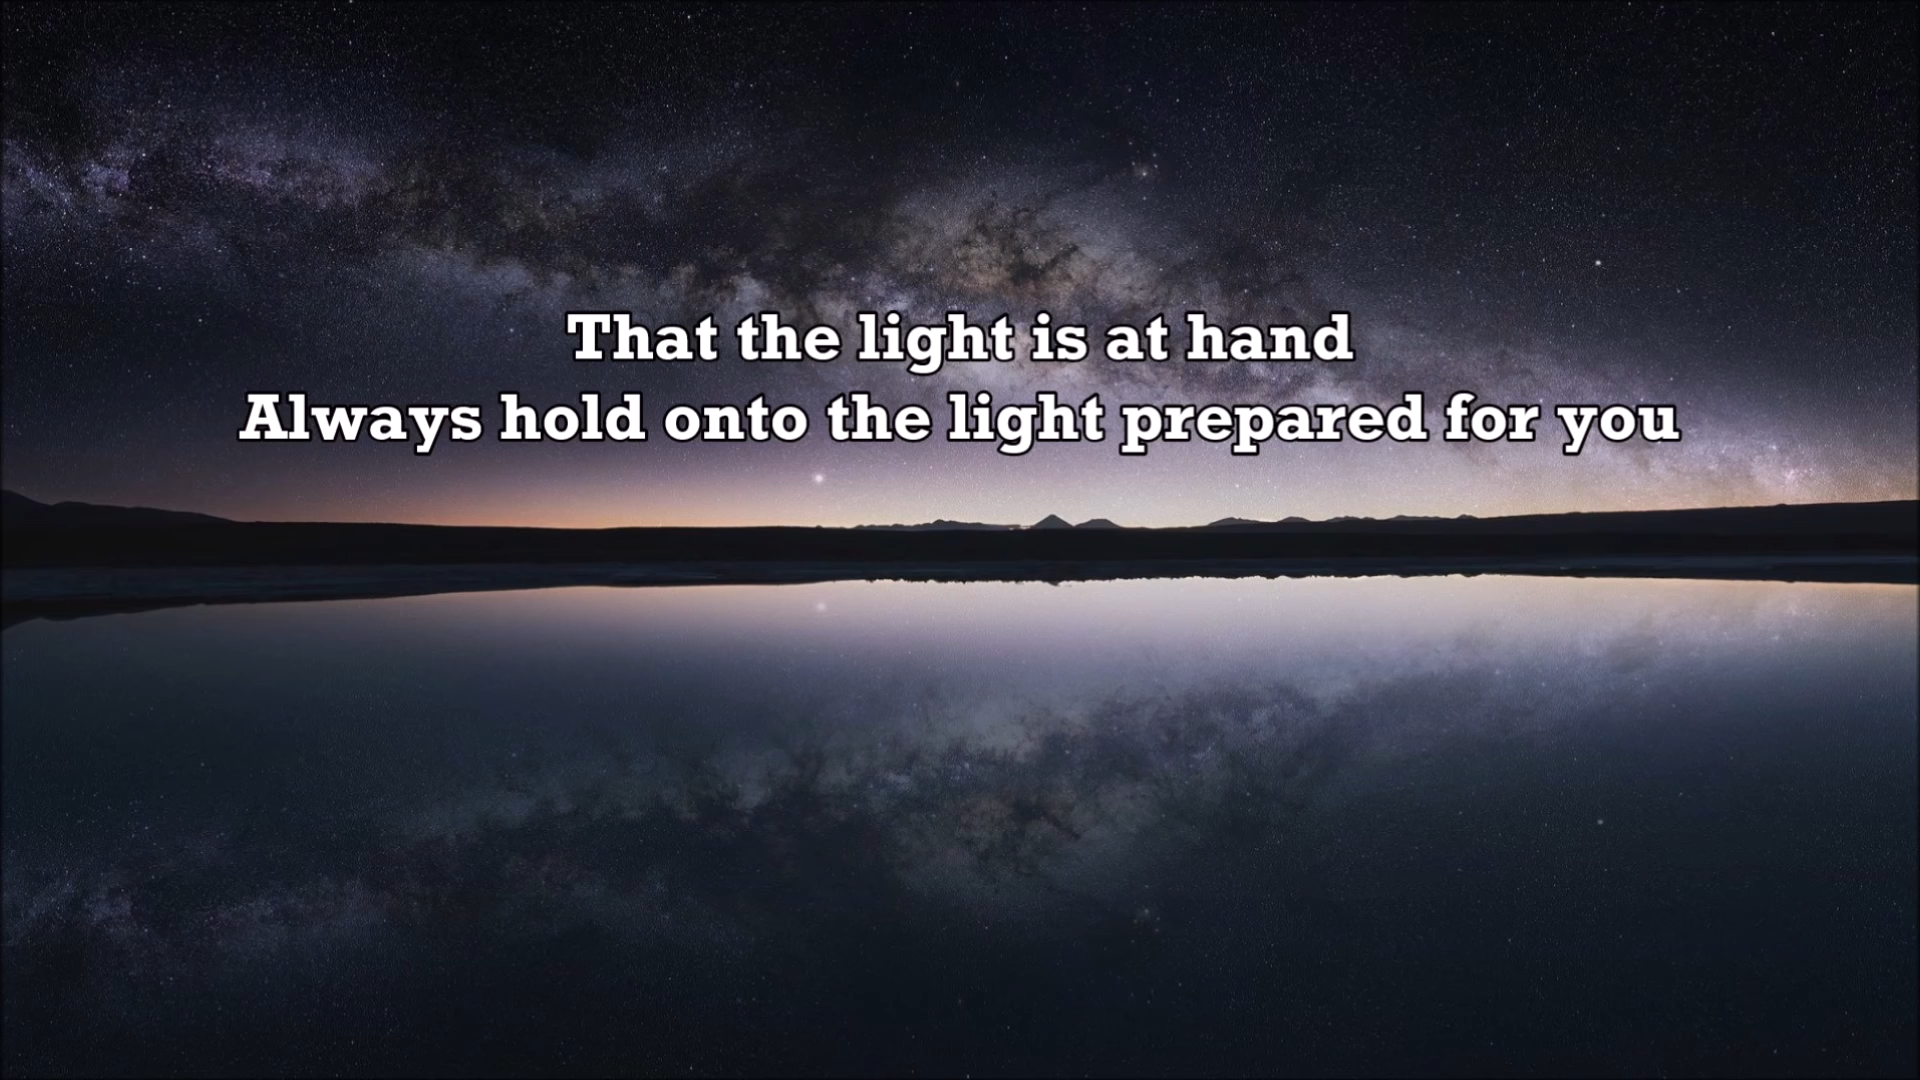 That the light is at hand
Always hold onto the light prepared for you